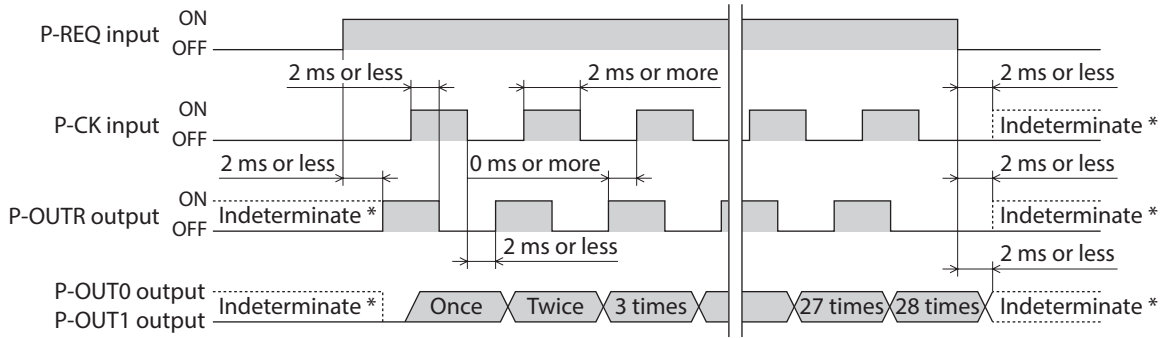 ON
P-REQ input
OFF
2 ms or less
2 ms or more
2 ms or less
ON
P-CK input
OFF
Indeterminate *
2 ms or less
0 ms or more
2 ms or less
ON
P-OUTR output
OFF
Indeterminate *
Indeterminate *
2 ms or less
2 ms or less
P-OUT0 output
P-OUT1 output
Indeterminate *
Once
Twice
3 times
27 times
28 times
Indeterminate *